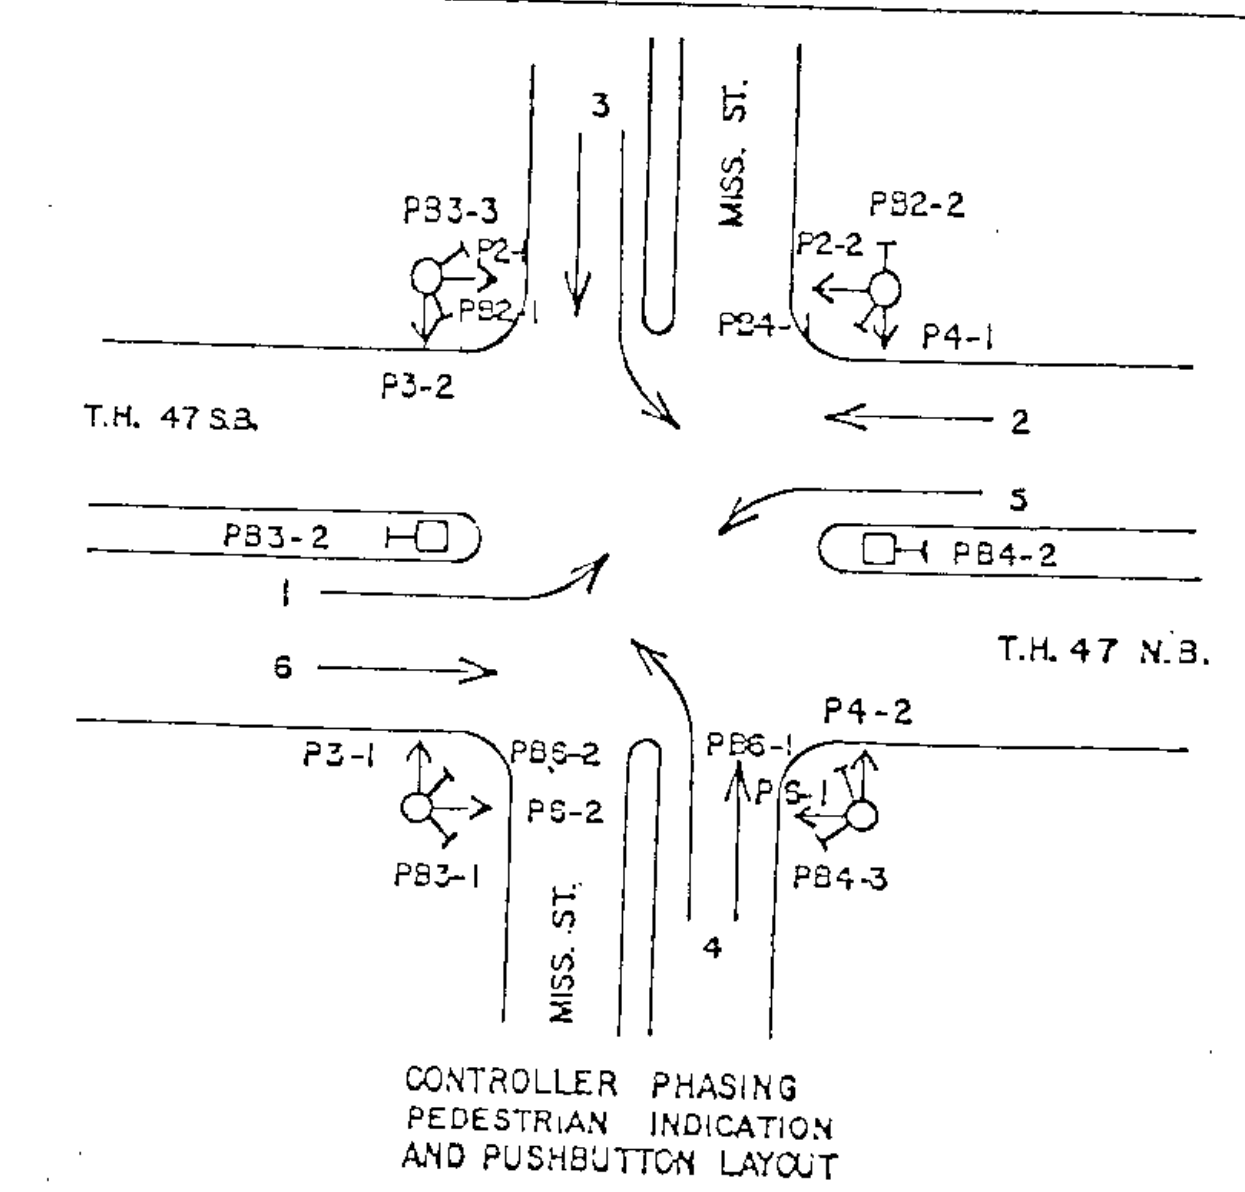 3
MISS. ST.
PB3-3
P2-1
PB2-1
P3-2
PB2-2
P2-2
PB4-1
P4-1
T.H. 47 S.B.
2
5
PB3-2
PB4-2
1
6
T.H. 47 N.B.
P4-2
P3-1
PB6-2
PB6-1
P6-2
P6-1
PB3-1
PB4-3
MISS. ST.
4
CONTROLLER PHASING
PEDESTRIAN INDICATION
AND PUSHBUTTON LAYOUT